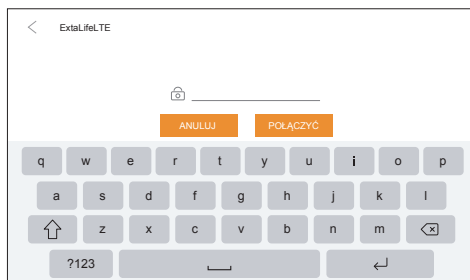 ExtaLifeLTE
ANULUJ POŁĄCZYĆ
q w e r t y u i o p
a s d f g h j k l
z x c v b n m
?123